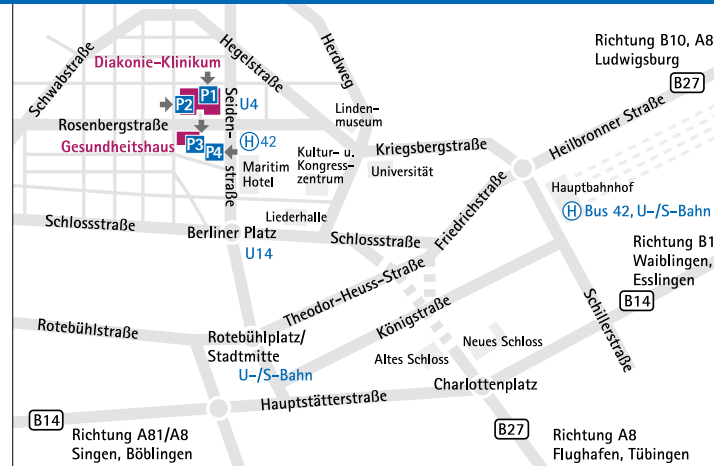 Schwabstraße
Hegelstraße
Herdweg
Richtung B10, A8
Ludwigsburg
B27
Diakonie-Klinikum
P1
P2
U4
Seiden-
straße
Linden-
museum
Heilbronner Straße
Rosenbergstraße
Gesundheitshaus
P3
P4
H 42
Maritim
Hotel
Kultur- u.
Kongress-
zentrum
Kriegsbergstraße
Universität
Hauptbahnhof
H Bus 42, U-/S-Bahn
Friedrichstraße
Liederhalle
Schlossstraße
Berliner Platz
U14
Schlossstraße
Richtung B1
Waiblingen,
Esslingen
B14
Theodor-Heuss-Straße
Königstraße
Schillerstraße
Rotebühlstraße
Rotebühlplatz/
Stadtmitte
U-/S-Bahn
Neues Schloss
Altes Schloss
Charlottenplatz
Hauptstätterstraße
B14
Richtung A81/A8
Singen, Böblingen
B27
Richtung A8
Flughafen, Tübingen